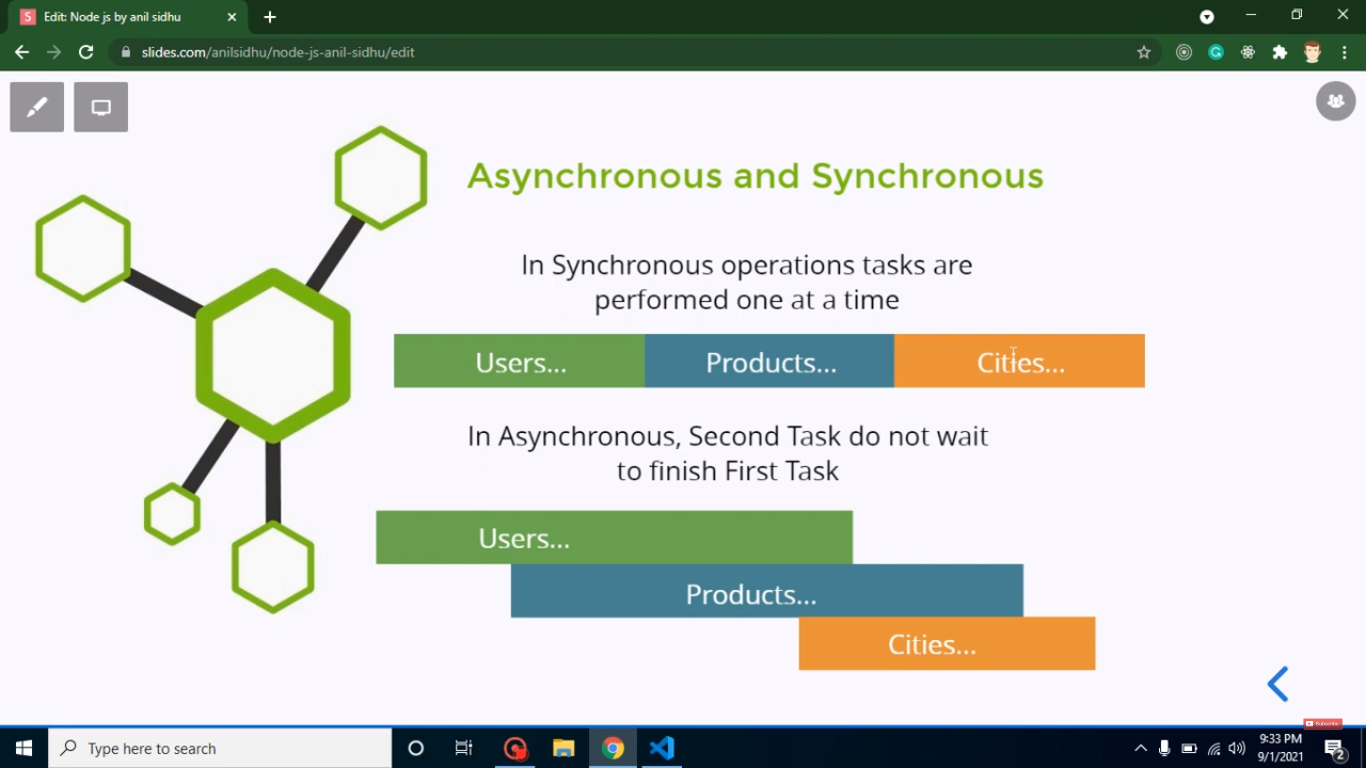 Edit: Node js by anil sidhu
slides.com/anilsidhu/node-js-anil-sidhu/edit
Asynchronous and Synchronous
In Synchronous operations tasks are
performed one at a time
Users... Products... Cities...
In Asynchronous, Second Task do not wait
to finish First Task
Users...
Products...
Cities...
Subscribe
Type here to search
9:33 PM
9/1/2021
2